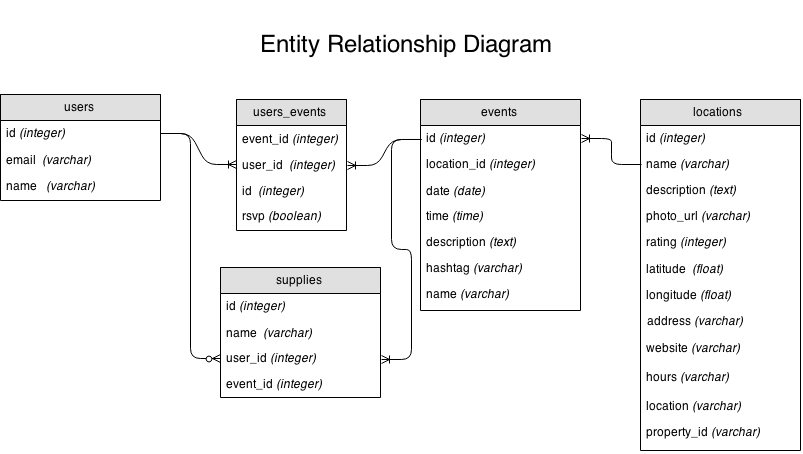 Entity Relationship Diagram
users
id (integer)
email (varchar)
name (varchar)
users_events
event_id (integer)
user_id (integer)
id (integer)
rsvp (boolean)
events
id (integer)
location_id (integer)
date (date)
time (time)
description (text)
hashtag (varchar)
name (varchar)
locations
id (integer)
name (varchar)
description (text)
photo_url (varchar)
rating (integer)
latitude (float)
longitude (float)
address (varchar)
website (varchar)
hours (varchar)
location (varchar)
property_id (varchar)
supplies
id (integer)
name (varchar)
user_id (integer)
event_id (integer)